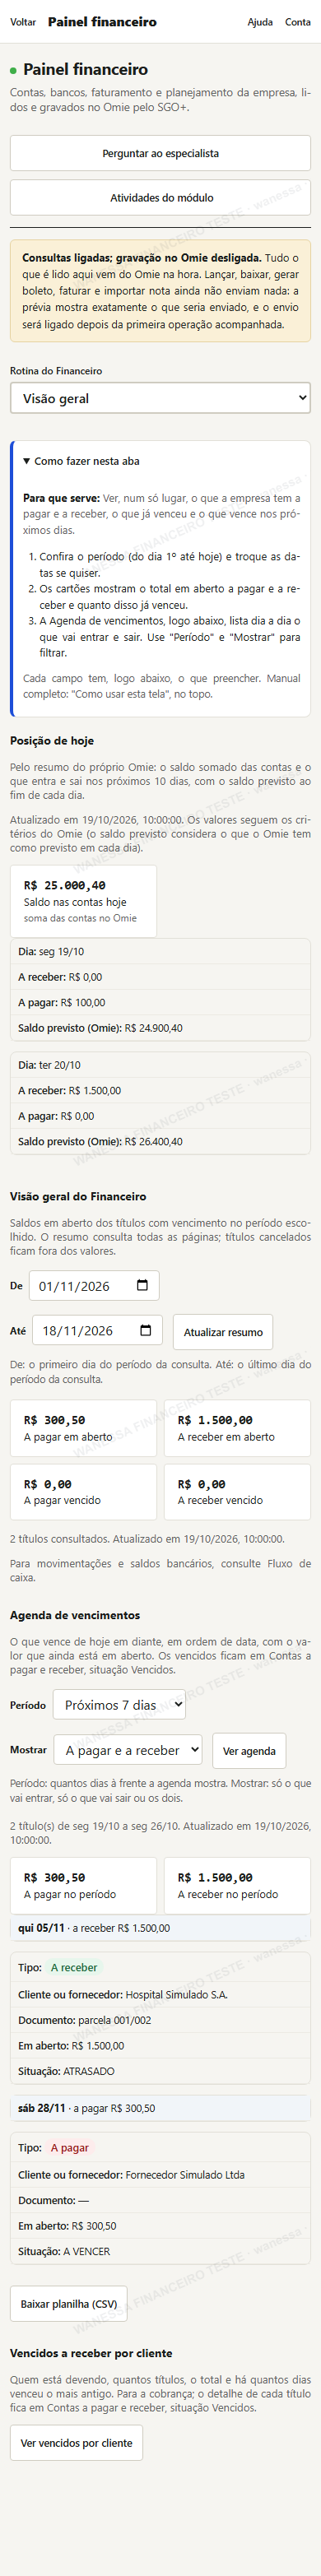 Voltar Painel financeiro Ajuda Conta
Painel financeiro
Contas, bancos, faturamento e planejamento da empresa, li-
dos e gravados no Omie pelo SGO+.
Perguntar ao especialista
Atividades do módulo
Consultas ligadas; gravação no Omie desligada. Tudo o
que é lido aqui vem do Omie na hora. Lançar, baixar, gerar
boleto, faturar e importar nota ainda não enviam nada: a
prévia mostra exatamente o que seria enviado, e o envio
será ligado depois da primeira operação acompanhada.
Rotina do Financeiro
Visão geral
▼ Como fazer nesta aba
Para que serve: Ver, num só lugar, o que a empresa tem a
pagar e a receber, o que já venceu e o que vence nos pró-
ximos dias.
1. Confira o período (do dia 1º até hoje) e troque as da-
tas se quiser.
2. Os cartões mostram o total em aberto a pagar e a re-
ceber e quanto disso já venceu.
3. A Agenda de vencimentos, logo abaixo, lista dia a dia o
que vai entrar e sair. Use "Período" e "Mostrar" para
filtrar.
Cada campo tem, logo abaixo, o que preencher. Manual
completo: "Como usar esta tela", no topo.
Posição de hoje
Pelo resumo do próprio Omie: o saldo somado das contas e o
que entra e sai nos próximos 10 dias, com o saldo previsto ao
fim de cada dia.
Atualizado em 19/10/2026, 10:00:00. Os valores seguem os cri-
térios do Omie (o saldo previsto considera o que o Omie tem
como previsto em cada dia).
R$ 25.000,40
Saldo nas contas hoje
soma das contas no Omie
Dia: seg 19/10
A receber: R$ 0,00
A pagar: R$ 100,00
Saldo previsto (Omie): R$ 24.900,40
Dia: ter 20/10
A receber: R$ 1.500,00
A pagar: R$ 0,00
Saldo previsto (Omie): R$ 26.400,40
Visão geral do Financeiro
Saldos em aberto dos títulos com vencimento no período esco-
lhido. O resumo consulta todas as páginas; títulos cancelados
ficam fora dos valores.
De 01/11/2026
Até 18/11/2026 Atualizar resumo
De: o primeiro dia do período da consulta. Até: o último dia do
período da consulta.
R$ 300,50 R$ 1.500,00
A pagar em aberto A receber em aberto
R$ 0,00 R$ 0,00
A pagar vencido A receber vencido
2 títulos consultados. Atualizado em 19/10/2026, 10:00:00.
Para movimentações e saldos bancários, consulte Fluxo de
caixa.
Agenda de vencimentos
O que vence de hoje em diante, em ordem de data, com o va-
lor que ainda está em aberto. Os vencidos ficam em Contas a
pagar e receber, situação Vencidos.
Período Próximos 7 dias
Mostrar A pagar e a receber Ver agenda
Período: quantos dias à frente a agenda mostra. Mostrar: só o que
vai entrar, só o que vai sair ou os dois.
2 título(s) de seg 19/10 a seg 26/10. Atualizado em 19/10/2026,
10:00:00.
R$ 300,50 R$ 1.500,00
A pagar no período A receber no período
qui 05/11 · a receber R$ 1.500,00
Tipo: A receber
Cliente ou fornecedor: Hospital Simulado S.A.
Documento: parcela 001/002
Em aberto: R$ 1.500,00
Situação: ATRASADO
sáb 28/11 · a pagar R$ 300,50
Tipo: A pagar
Cliente ou fornecedor: Fornecedor Simulado Ltda
Documento: —
Em aberto: R$ 300,50
Situação: A VENCER
Baixar planilha (CSV)
Vencidos a receber por cliente
Quem está devendo, quantos títulos, o total e há quantos dias
venceu o mais antigo. Para a cobrança; o detalhe de cada título
fica em Contas a pagar e receber, situação Vencidos.
Ver vencidos por cliente